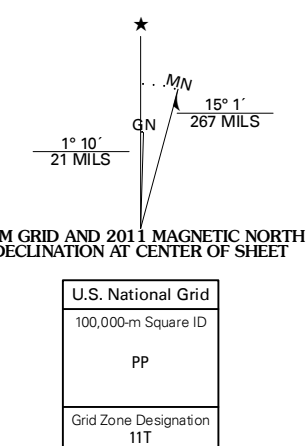 ★
MN
GN
15° 1´
267 MILS
1° 10´
21 MILS
M GRID AND 2011 MAGNETIC NORTH
DECLINATION AT CENTER OF SHEET
U.S. National Grid
100,000-m Square ID
PP
Grid Zone Designation
11T